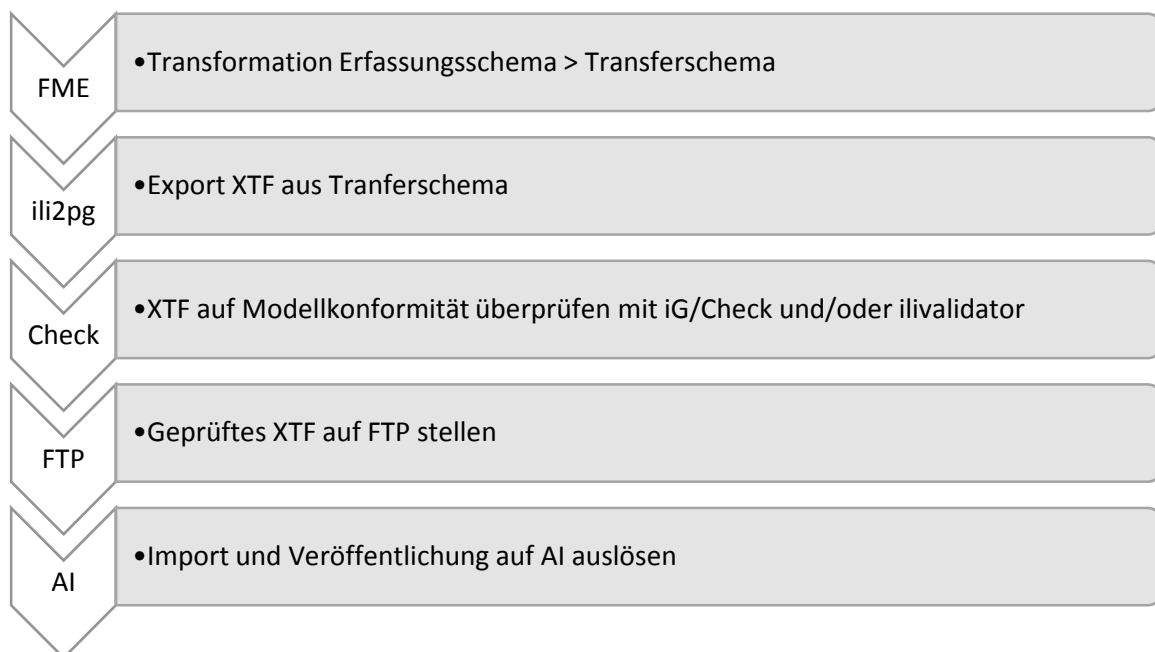 FME
•Transformation Erfassungsschema > Transferschema
ili2pg
•Export XTF aus Tranferschema
Check
•XTF auf Modellkonformität überprüfen mit iG/Check und/oder ilivalidator
FTP
•Geprüftes XTF auf FTP stellen
AI
•Import und Veröffentlichung auf AI auslösen